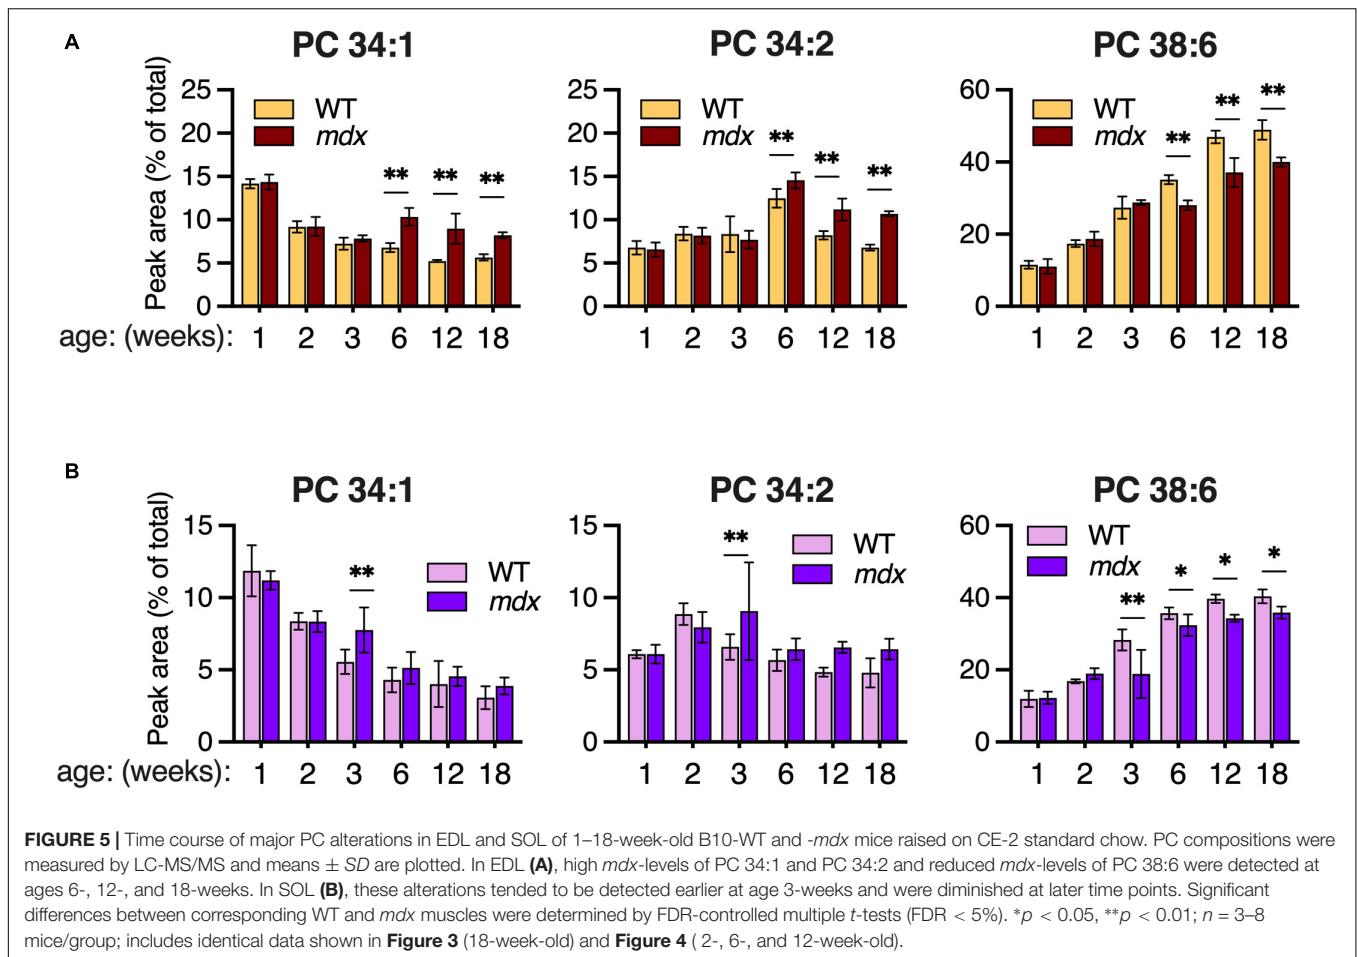 A
PC 34:1
PC 34:2
PC 38:6
Peak area (% of total)
25
20
15
10
5
0
WT
mdx
**
**
**
25
20
15
10
5
0
WT
mdx
**
**
**
60
40
20
0
WT
mdx
**
**
**
age: (weeks): 1 2 3 6 12 18
1 2 3 6 12 18
1 2 3 6 12 18
B
PC 34:1
PC 34:2
PC 38:6
Peak area (% of total)
15
10
5
0
WT
mdx
**
15
10
5
0
WT
mdx
**
60
40
20
0
WT
mdx
**
*
*
*
age: (weeks): 1 2 3 6 12 18
1 2 3 6 12 18
1 2 3 6 12 18
FIGURE 5 | Time course of major PC alterations in EDL and SOL of 1–18-week-old B10-WT and -mdx mice raised on CE-2 standard chow. PC compositions were
measured by LC-MS/MS and means ± SD are plotted. In EDL (A), high mdx-levels of PC 34:1 and PC 34:2 and reduced mdx-levels of PC 38:6 were detected at
ages 6-, 12-, and 18-weeks. In SOL (B), these alterations tended to be detected earlier at age 3-weeks and were diminished at later time points. Significant
differences between corresponding WT and mdx muscles were determined by FDR-controlled multiple t-tests (FDR < 5%). *p < 0.05, **p < 0.01; n = 3–8
mice/group; includes identical data shown in Figure 3 (18-week-old) and Figure 4 ( 2-, 6-, and 12-week-old).